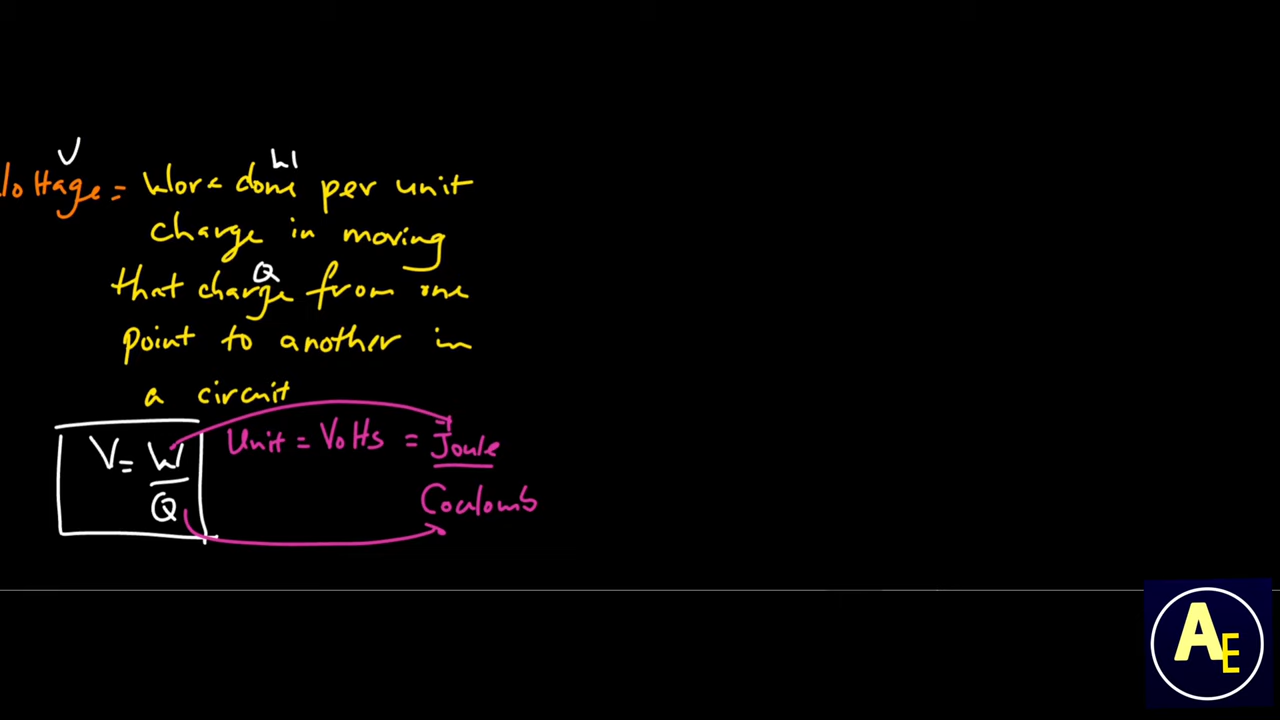 V W
Voltage = Work done per unit
charge in moving
Q
that charge from one
point to another in
a circuit
V = W/Q Unit = Volts = Joule/Coulomb
AE